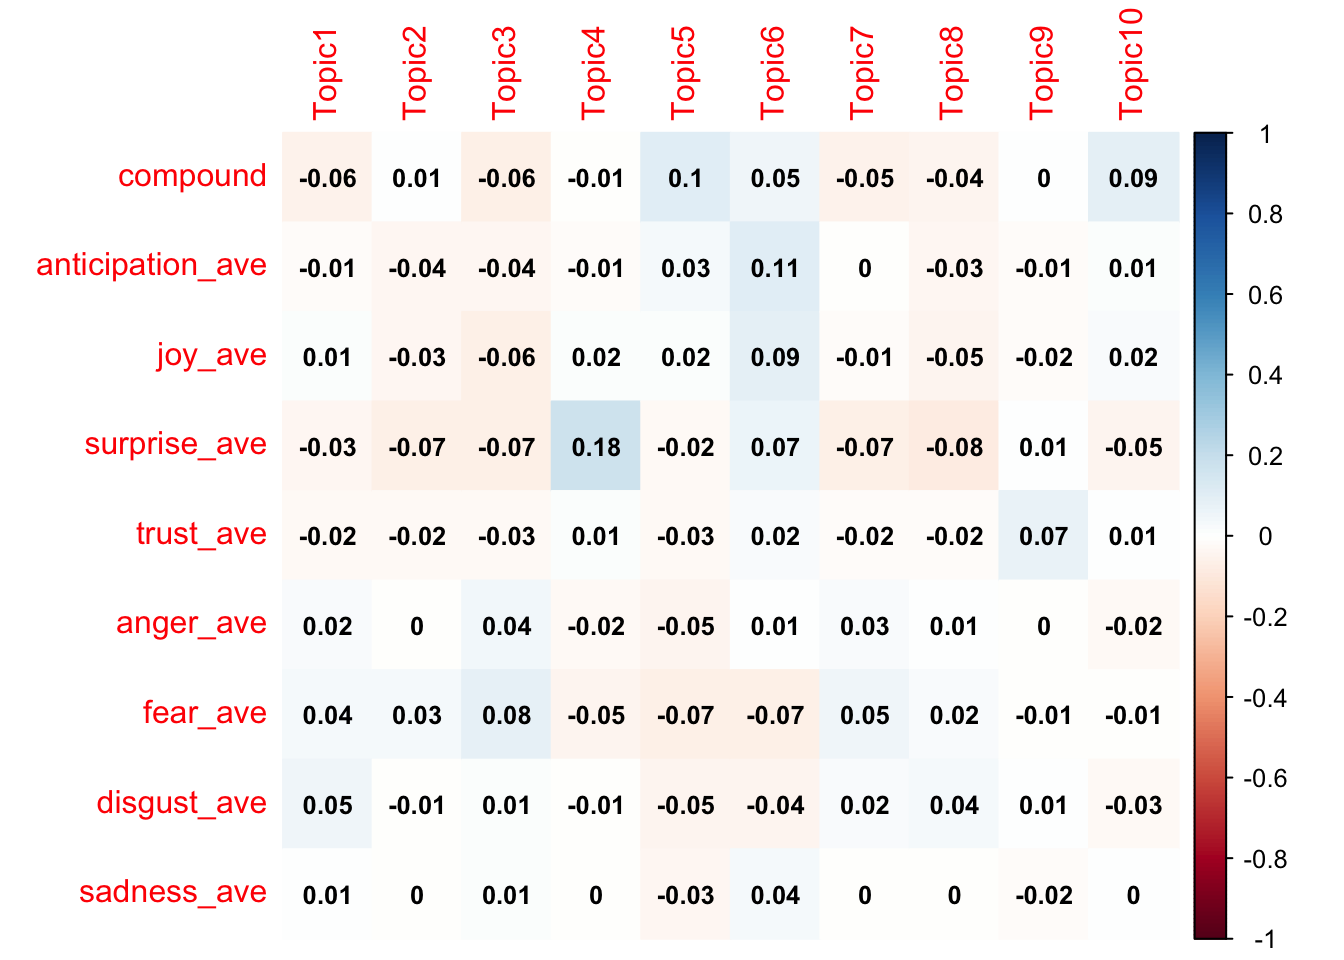 Topic1 Topic2 Topic3 Topic4 Topic5 Topic6 Topic7 Topic8 Topic9 Topic10
compound -0.06 0.01 -0.06 -0.01 0.1 0.05 -0.05 -0.04 0 0.09
anticipation_ave -0.01 -0.04 -0.04 -0.01 0.03 0.11 0 -0.03 -0.01 0.01
joy_ave 0.01 -0.03 -0.06 0.02 0.02 0.09 -0.01 -0.05 -0.02 0.02
surprise_ave -0.03 -0.07 -0.07 0.18 -0.02 0.07 -0.07 -0.08 0.01 -0.05
trust_ave -0.02 -0.02 -0.03 0.01 -0.03 0.02 -0.02 -0.02 0.07 0.01
anger_ave 0.02 0 0.04 -0.02 -0.05 0.01 0.03 0.01 0 -0.02
fear_ave 0.04 0.03 0.08 -0.05 -0.07 -0.07 0.05 0.02 -0.01 -0.01
disgust_ave 0.05 -0.01 0.01 -0.01 -0.05 -0.04 0.02 0.04 0.01 -0.03
sadness_ave 0.01 0 0.01 0 -0.03 0.04 0 0 -0.02 0
1
0.8
0.6
0.4
0.2
0
-0.2
-0.4
-0.6
-0.8
-1